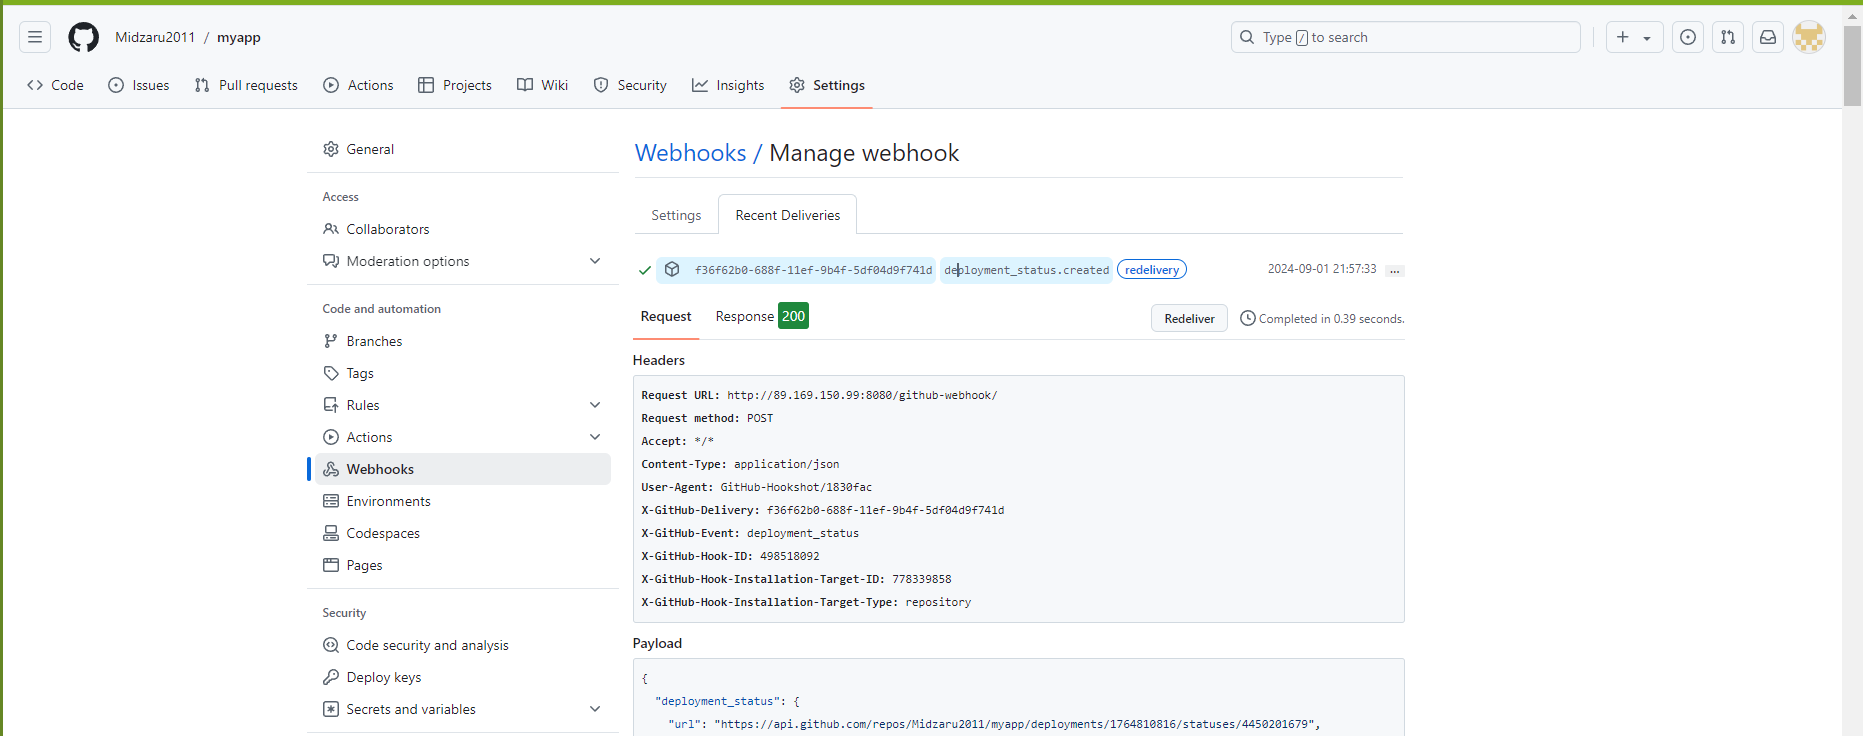 Midzaru2011 / myapp
Type / to search
Code Issues Pull requests Actions Projects Wiki Security Insights Settings
General
Access
Collaborators
Moderation options
Code and automation
Branches
Tags
Rules
Actions
Webhooks
Environments
Codespaces
Pages
Security
Code security and analysis
Deploy keys
Secrets and variables
Webhooks / Manage webhook
Settings Recent Deliveries
f36f62b0-688f-11ef-9b4f-5df04d9f741d deployment_status.created redelivery 2024-09-01 21:57:33 ...
Request Response 200 Redeliver Completed in 0.39 seconds.
Headers
Request URL: http://89.169.150.99:8080/github-webhook/
Request method: POST
Accept: */*
Content-Type: application/json
User-Agent: GitHub-Hookshot/1830fac
X-GitHub-Delivery: f36f62b0-688f-11ef-9b4f-5df04d9f741d
X-GitHub-Event: deployment_status
X-GitHub-Hook-ID: 498518092
X-GitHub-Hook-Installation-Target-ID: 778339858
X-GitHub-Hook-Installation-Target-Type: repository
Payload
{
"deployment_status": {
"url": "https://api.github.com/repos/Midzaru2011/myapp/deployments/1764810816/statuses/4450201679",